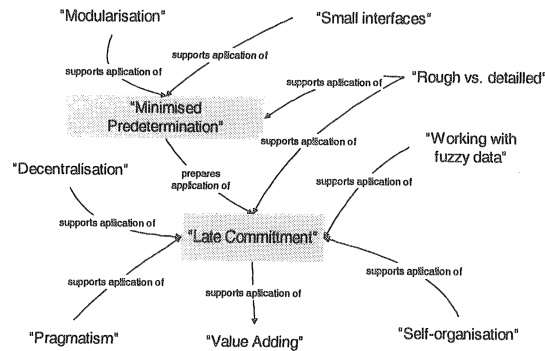 "Modularisation"
"Small interfaces"
supports aplication of
supports aplication of
"Rough vs. detailled"
supports aplication of
"Minimised
Predetermination"
supports aplication of
"Working with
fuzzy data"
"Decentralisation"
prepares
application of
supports aplication of
supports aplication of
"Late Committment"
supports aplication of
supports aplication of
supports aplication of
"Pragmatism"
"Value Adding"
"Self-organisation"